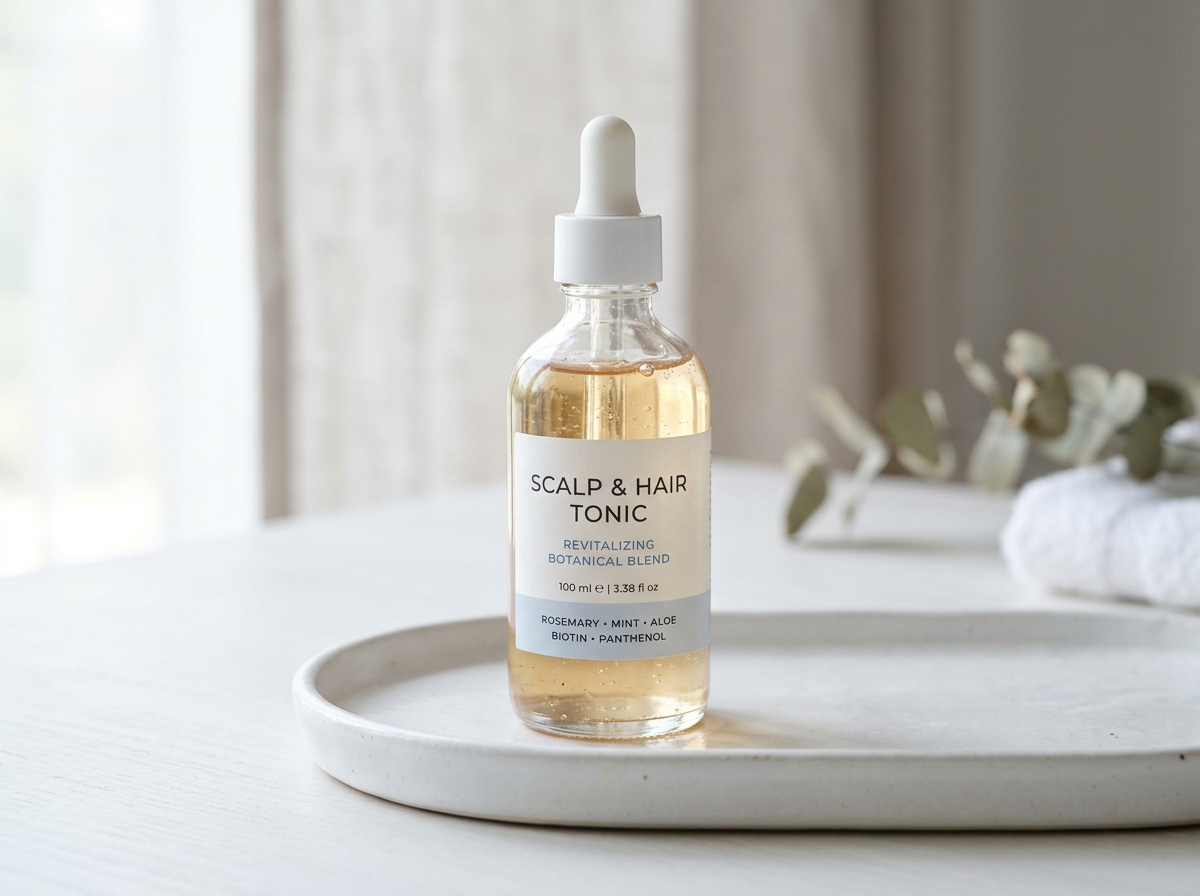 SCALP & HAIR
TONIC
REVITALIZING
BOTANICAL BLEND
100 ml ℮ | 3.38 fl oz
ROSEMARY • MINT • ALOE
BIOTIN • PANTHENOL